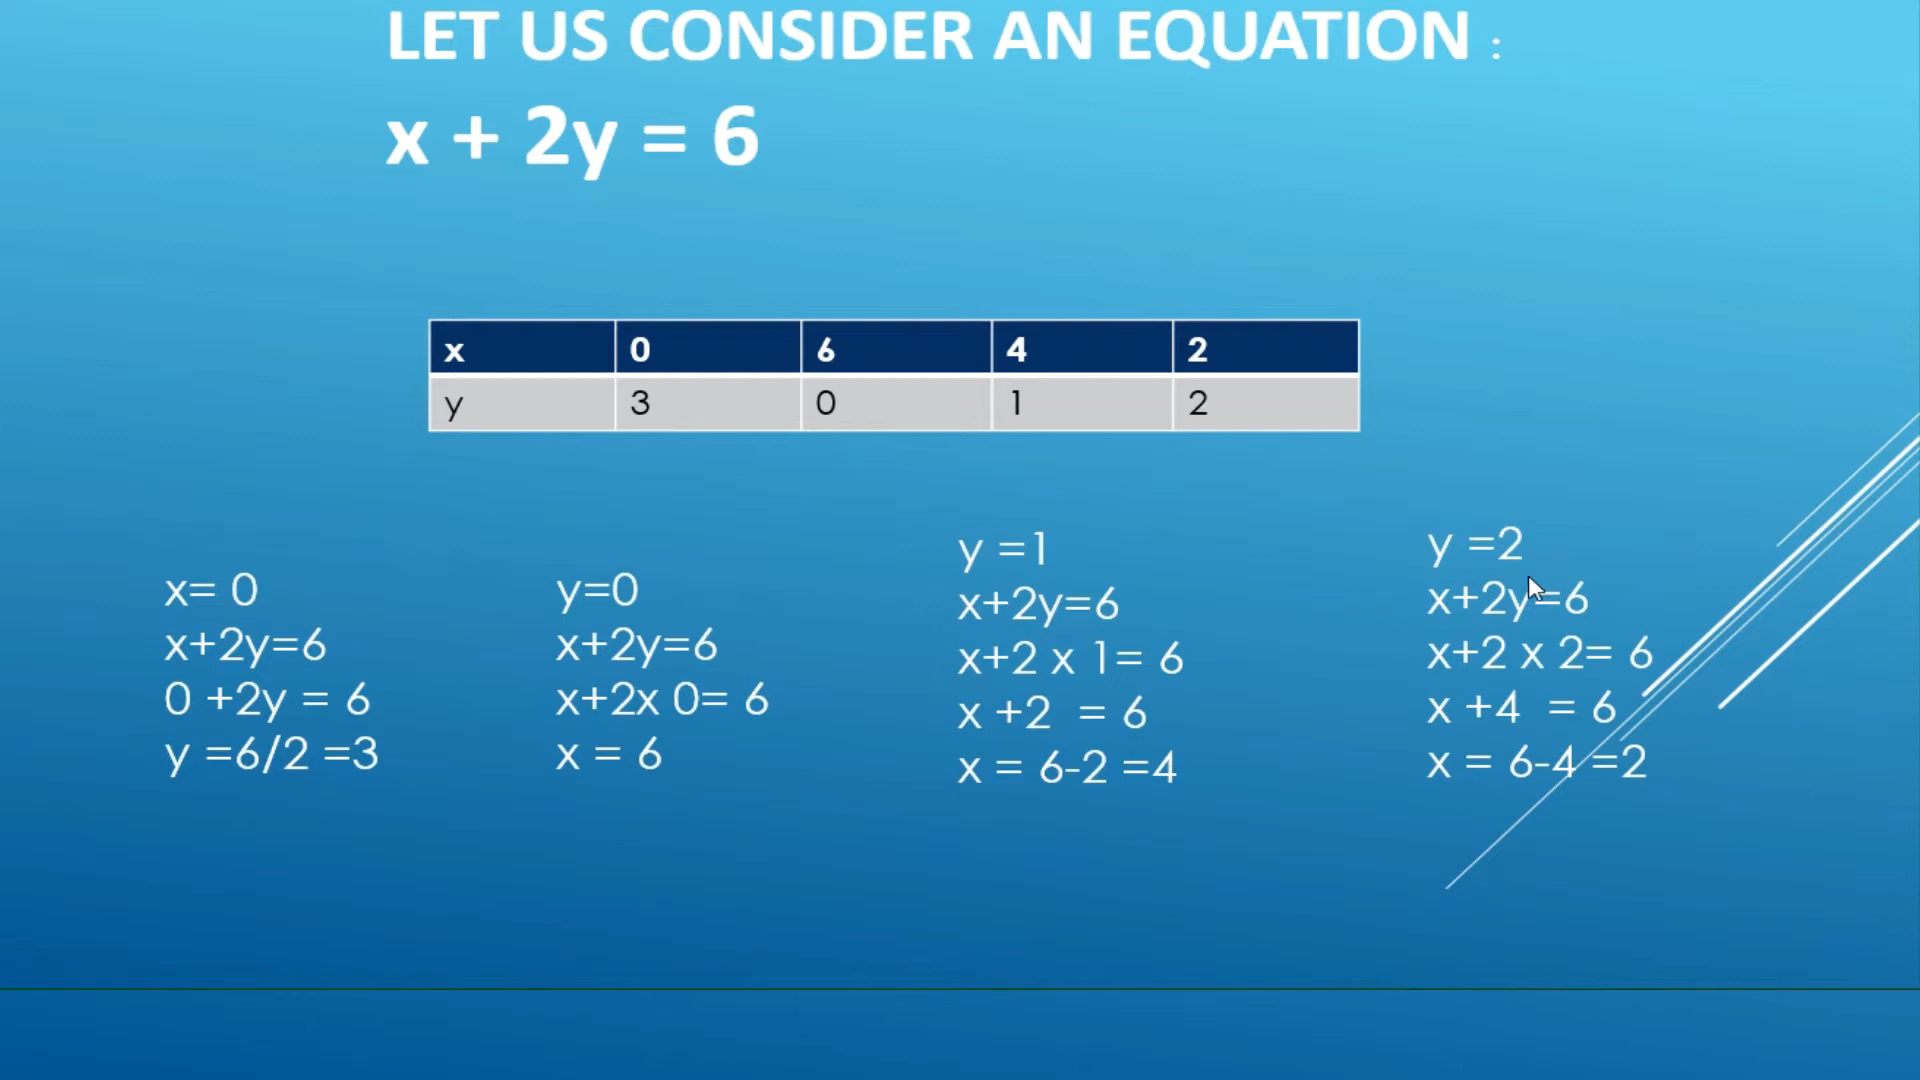 LET US CONSIDER AN EQUATION :
x + 2y = 6
x 0 6 4 2
y 3 0 1 2
x= 0
x+2y=6
0 +2y = 6
y =6/2 =3
y=0
x+2y=6
x+2x 0= 6
x = 6
y =1
x+2y=6
x+2 x 1= 6
x +2 = 6
x = 6-2 =4
y =2
x+2y=6
x+2 x 2= 6
x +4 = 6
x = 6-4 =2